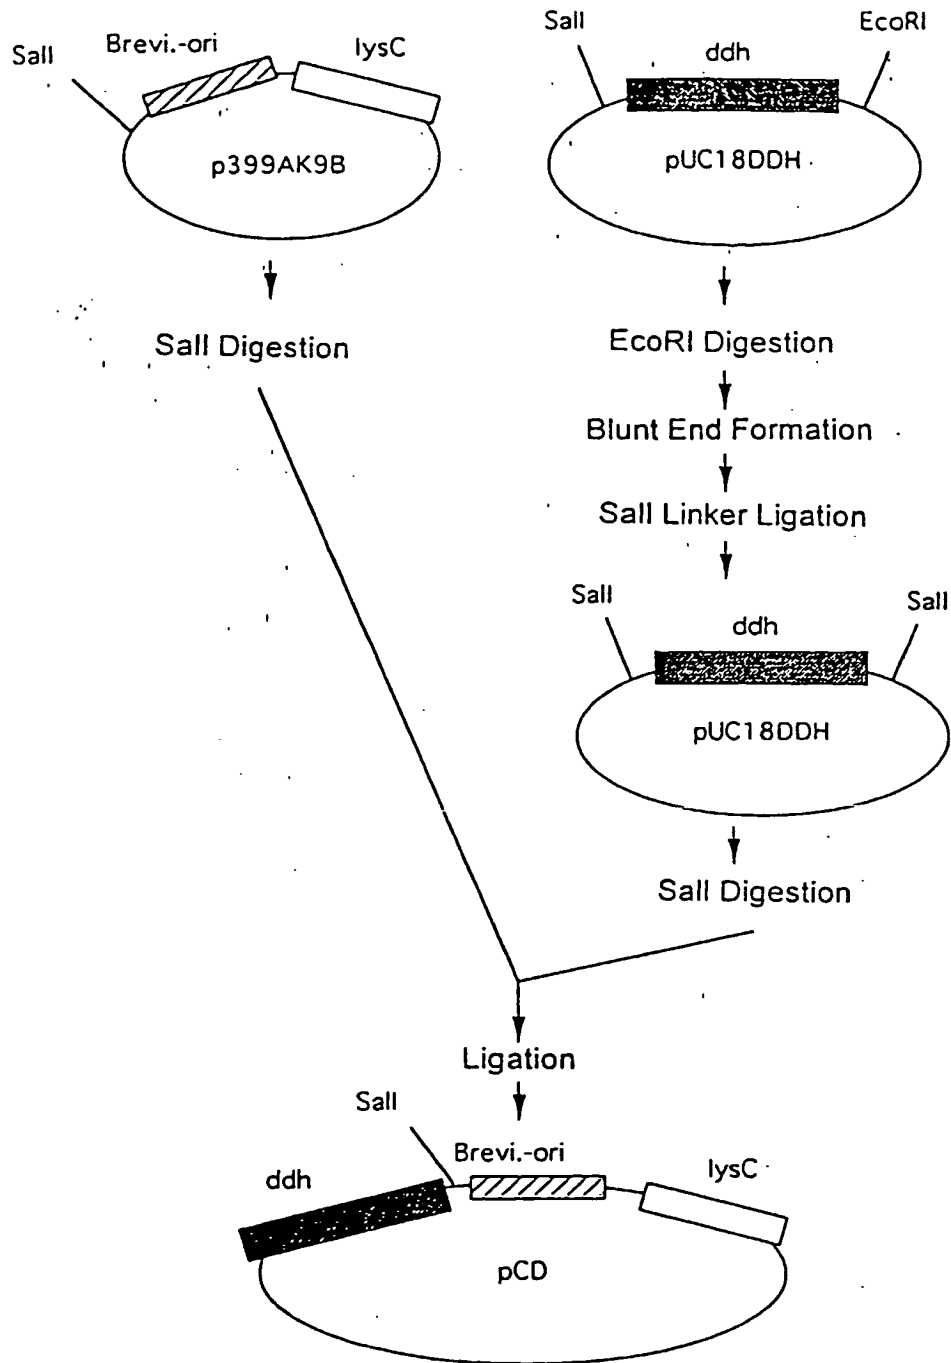 SalI
Brevi.-ori
lysC
p399AK9B
SalI
ddh
EcoRI
pUC18DDH
SalI Digestion
EcoRI Digestion
Blunt End Formation
SalI Linker Ligation
SalI
ddh
SalI
pUC18DDH
SalI Digestion
Ligation
SalI
Brevi.-ori
ddh
lysC
pCD